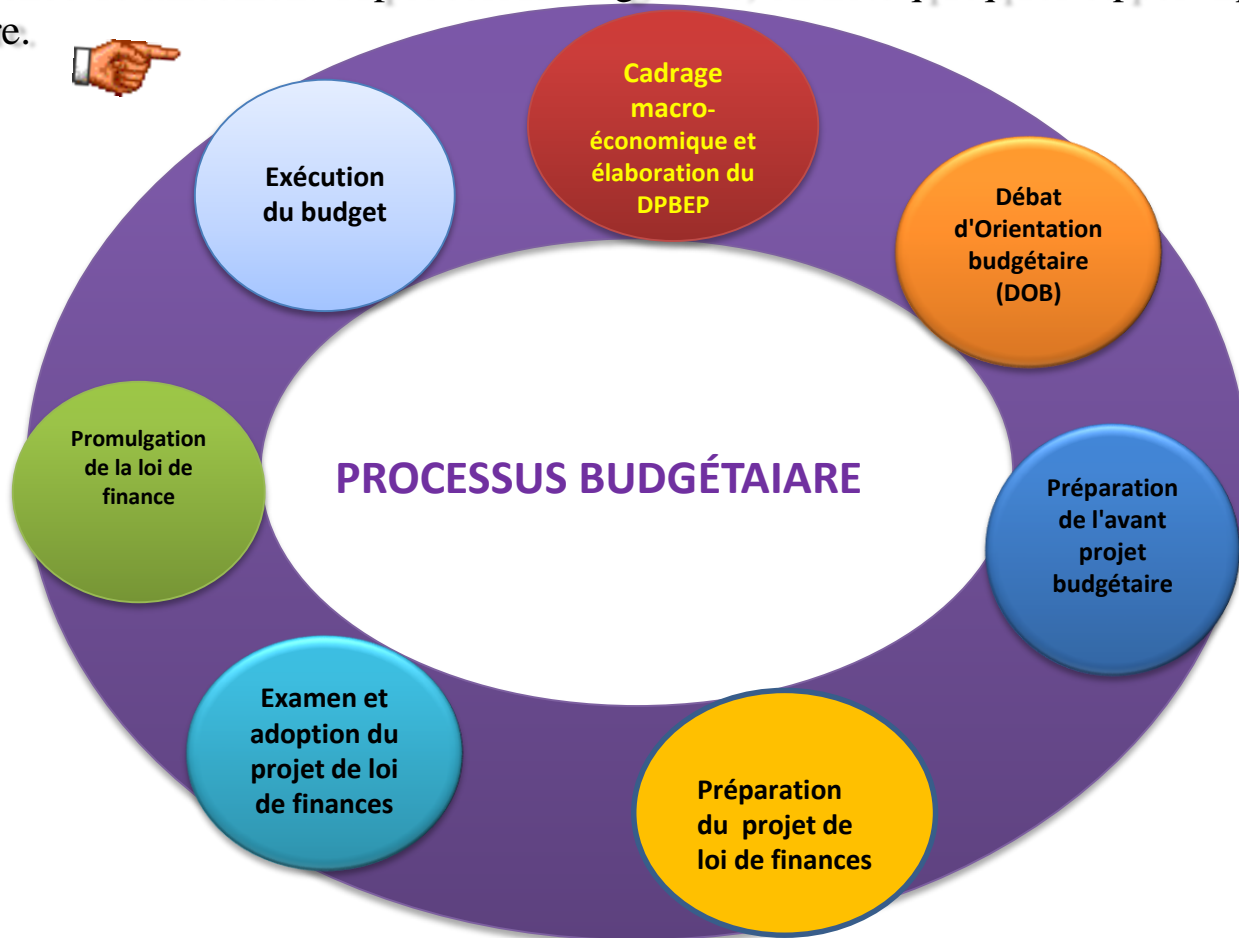 re.
Cadrage
macro-
économique et
élaboration du
DPBEP
Débat
d'Orientation
budgétaire
(DOB)
Préparation
de l'avant
projet
budgétaire
Préparation
du projet de
loi de finances
Examen et
adoption du
projet de loi
de finances
Promulgation
de la loi de
finance
Exécution
du budget
PROCESSUS BUDGÉTAIARE